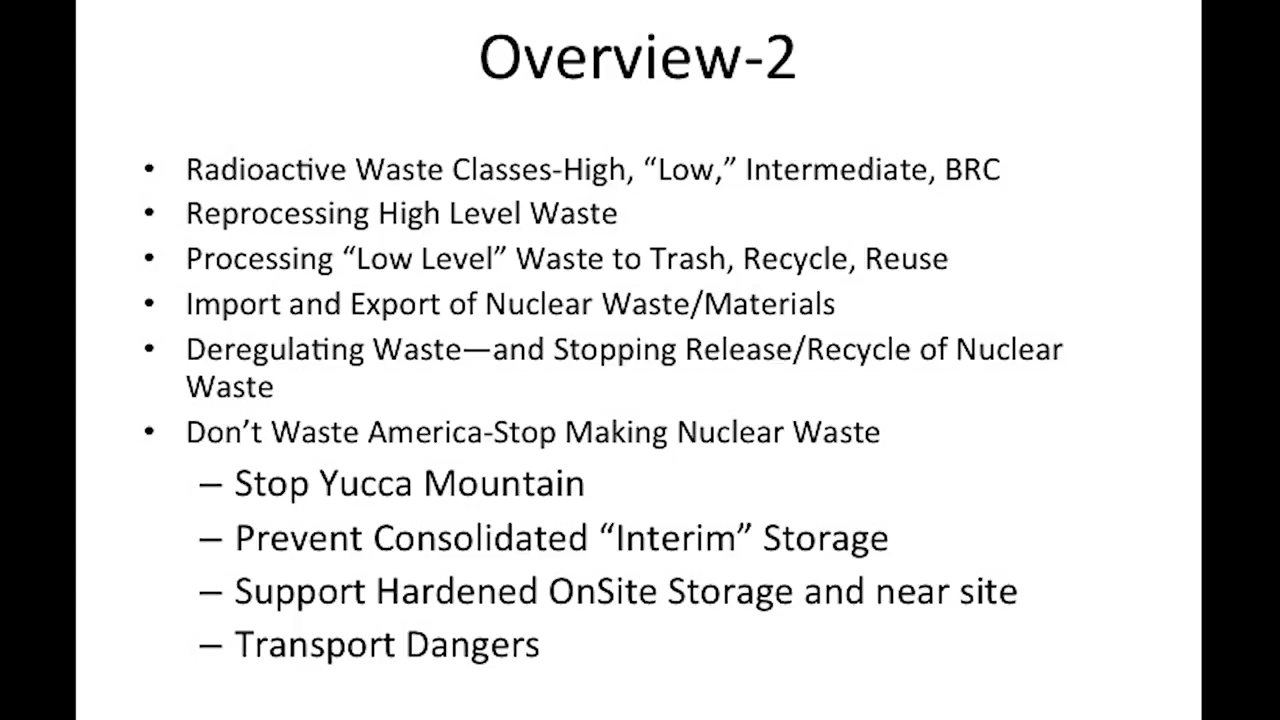 Overview-2
• Radioactive Waste Classes-High, “Low,” Intermediate, BRC
• Reprocessing High Level Waste
• Processing “Low Level” Waste to Trash, Recycle, Reuse
• Import and Export of Nuclear Waste/Materials
• Deregulating Waste—and Stopping Release/Recycle of Nuclear
Waste
• Don’t Waste America-Stop Making Nuclear Waste
– Stop Yucca Mountain
– Prevent Consolidated “Interim” Storage
– Support Hardened OnSite Storage and near site
– Transport Dangers